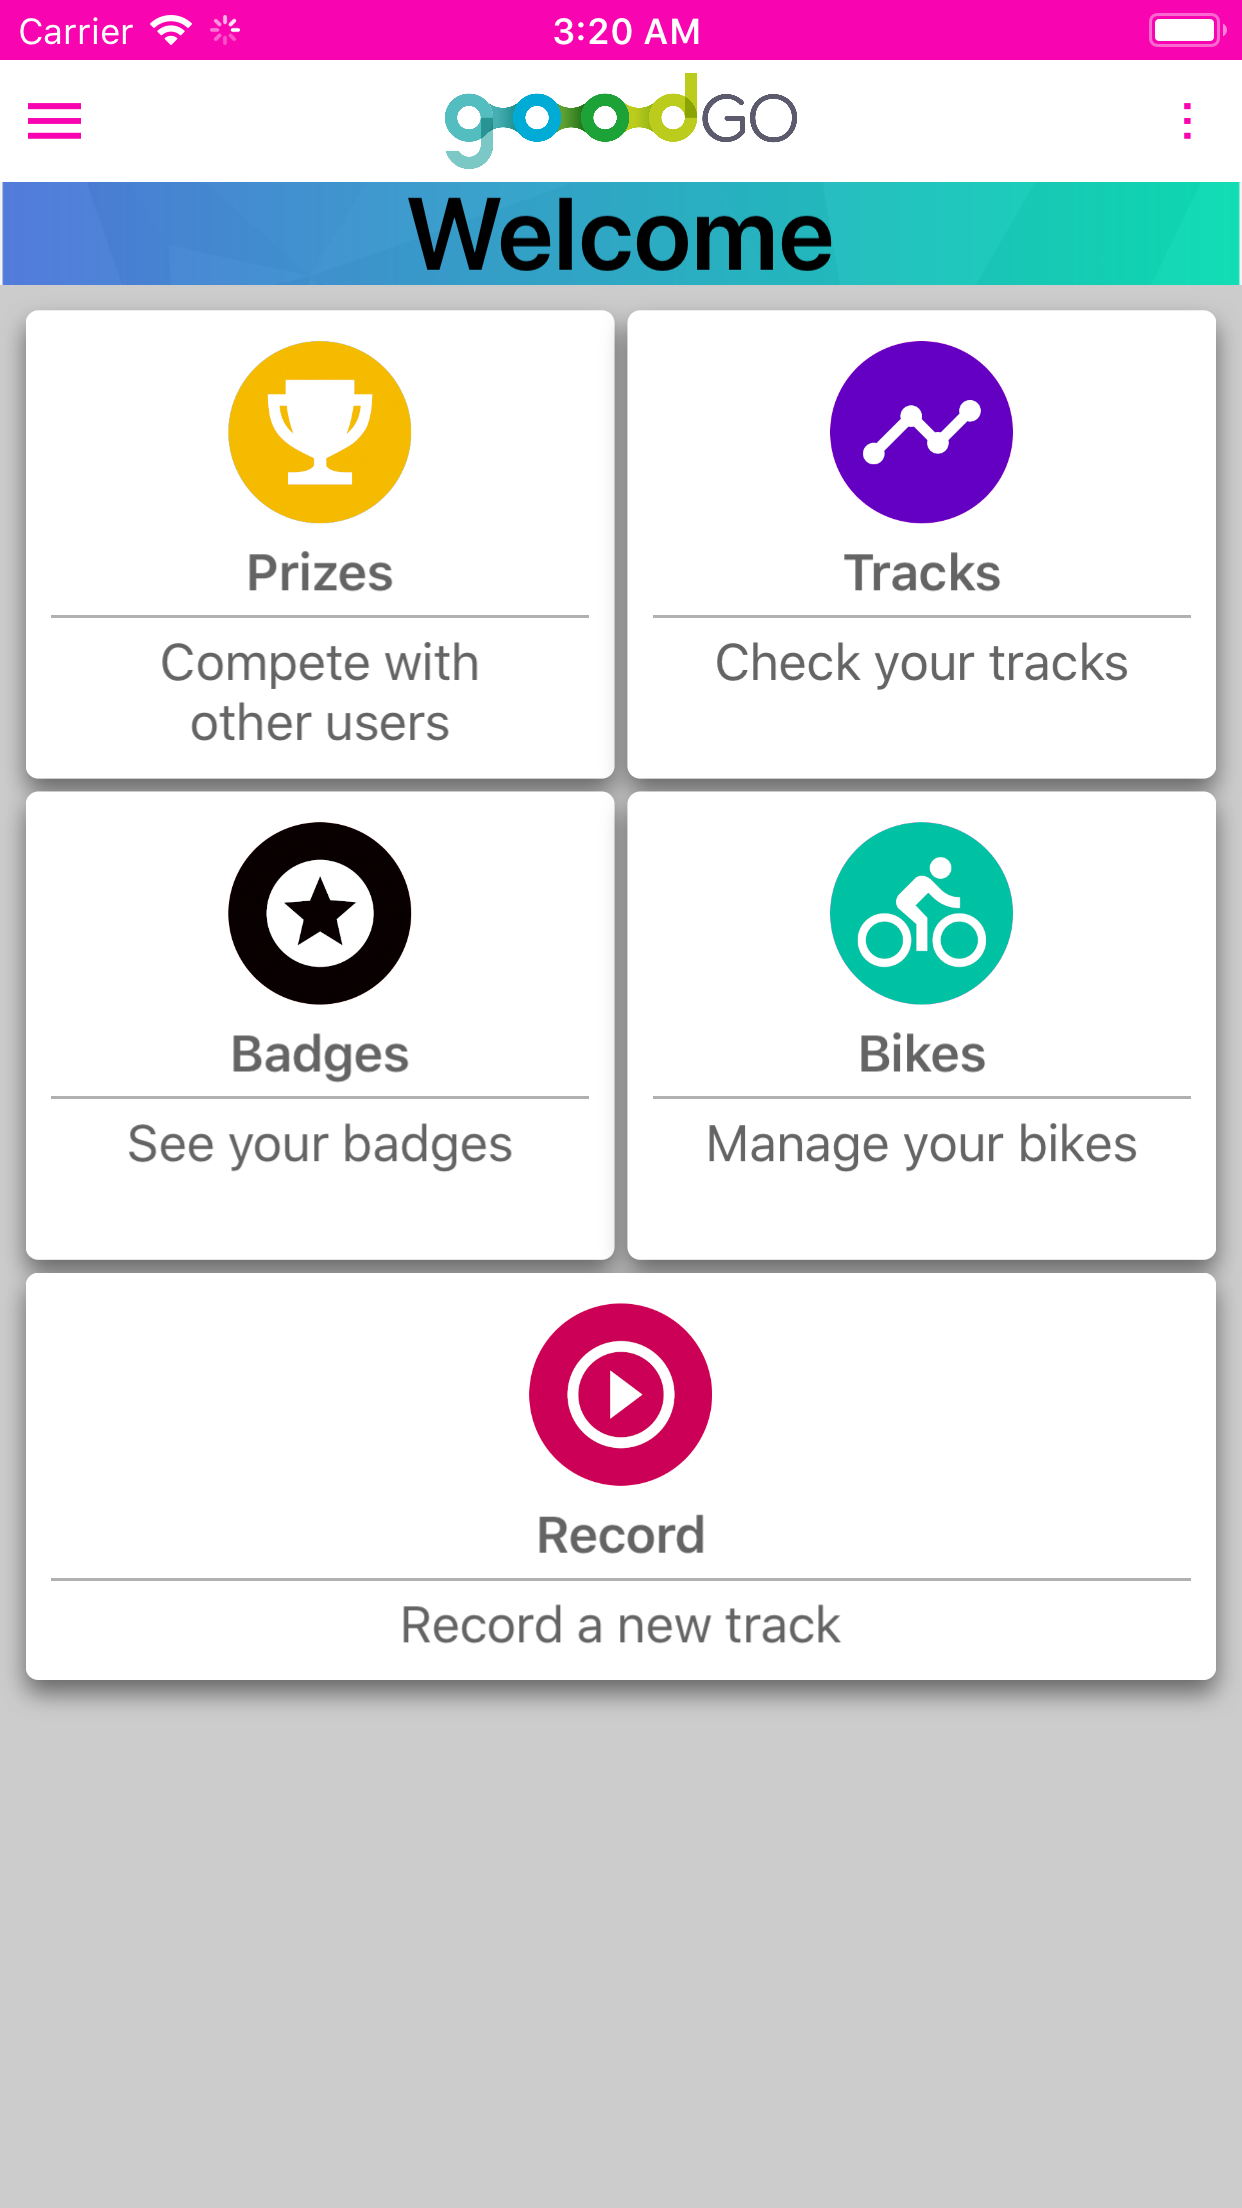 Carrier
3:20 AM
goodGO
Welcome
Prizes
Compete with
other users
Tracks
Check your tracks
Badges
See your badges
Bikes
Manage your bikes
Record
Record a new track